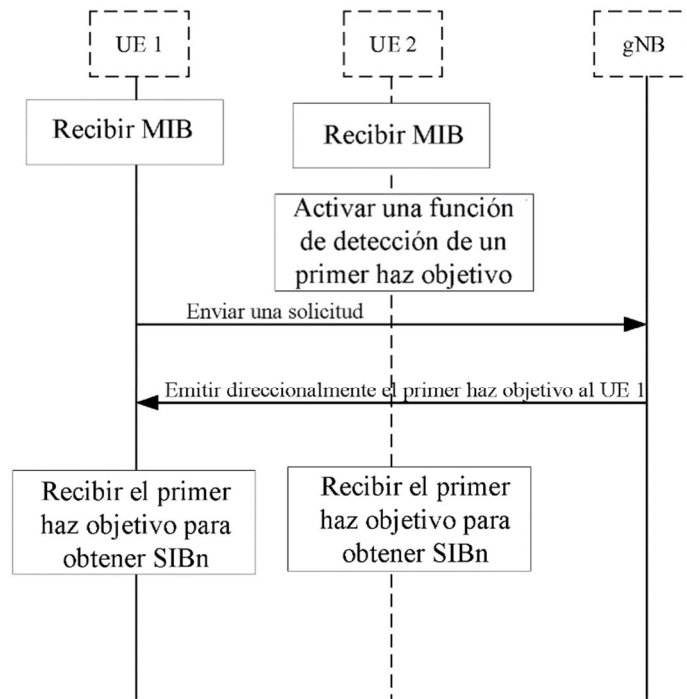 UE 1
UE 2
gNB
Recibir MIB
Recibir MIB
Activar una función
de detección de un
primer haz objetivo
Enviar una solicitud
Emitir direccionalmente el primer haz objetivo al UE 1
Recibir el primer
haz objetivo para
obtener SIBn
Recibir el primer
haz objetivo para
obtener SIBn